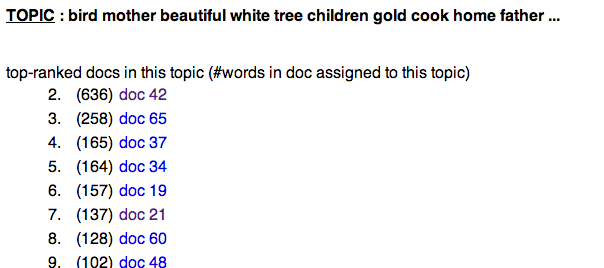 TOPIC : bird mother beautiful white tree children gold cook home father ...
top-ranked docs in this topic (#words in doc assigned to this topic)
2. (636) doc 42
3. (258) doc 65
4. (165) doc 37
5. (164) doc 34
6. (157) doc 19
7. (137) doc 21
8. (128) doc 60
9. (102) doc 48